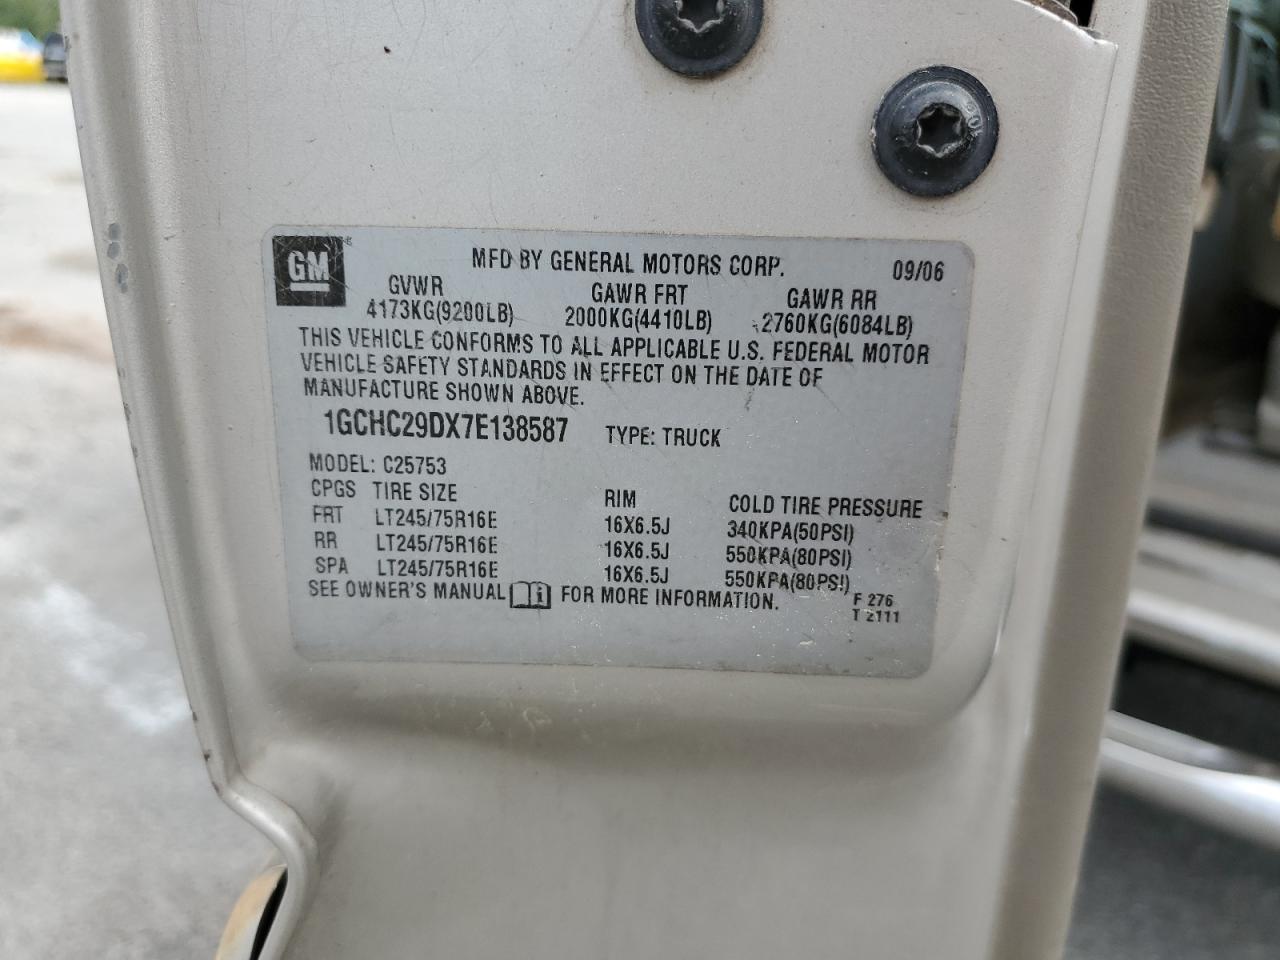 GM
MFD BY GENERAL MOTORS CORP. 09/06
GVWR GAWR FRT GAWR RR
4173KG(9200LB) 2000KG(4410LB) 2760KG(6084LB)
THIS VEHICLE CONFORMS TO ALL APPLICABLE U.S. FEDERAL MOTOR
VEHICLE SAFETY STANDARDS IN EFFECT ON THE DATE OF
MANUFACTURE SHOWN ABOVE.
1GCHC29DX7E138587 TYPE: TRUCK
MODEL: C25753
CPGS TIRE SIZE RIM COLD TIRE PRESSURE
FRT LT245/75R16E 16X6.5J 340KPA(50PSI)
RR LT245/75R16E 16X6.5J 550KPA(80PSI)
SPA LT245/75R16E 16X6.5J 550KPA(80PSI)
SEE OWNER'S MANUAL FOR MORE INFORMATION.
F 276
T 2111